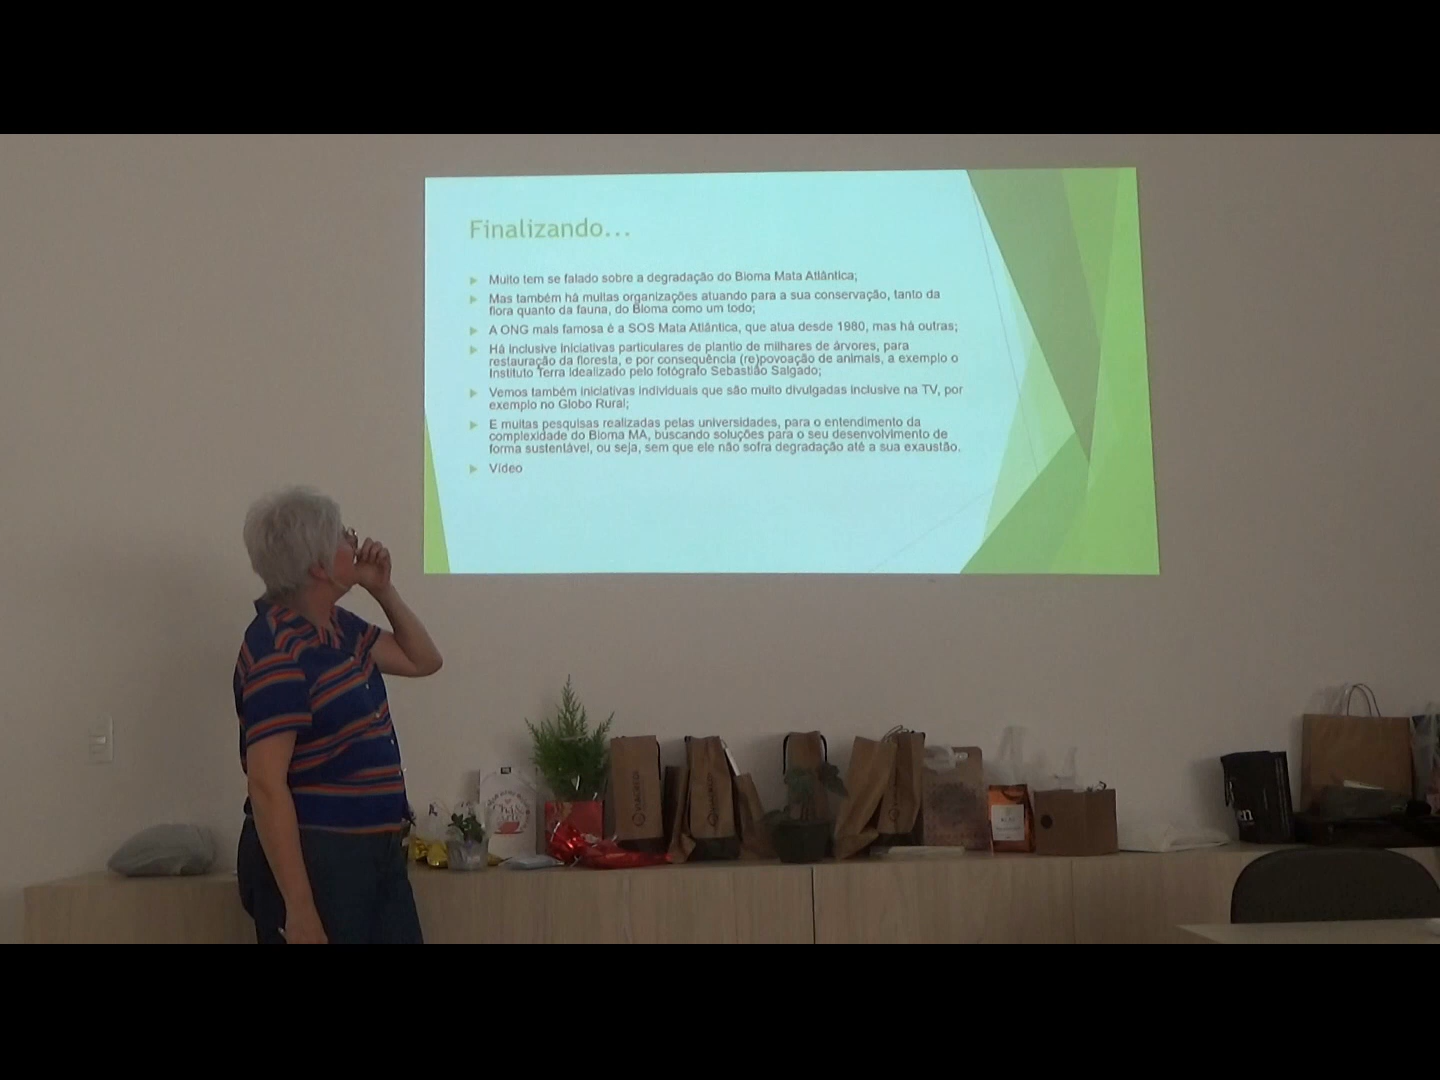 Finalizando...
Muito tem se falado sobre a degradação do Bioma Mata Atlântica;
Mas também há muitas organizações atuando para a sua conservação, tanto da
flora quanto da fauna, do Bioma como um todo;
A ONG mais famosa é a SOS Mata Atlântica, que atua desde 1980, mas há outras;
Há inclusive iniciativas particulares de plantio de milhares de árvores, para
restauração da floresta, e por consequência (re)povoação de animais, a exemplo o
Instituto Terra idealizado pelo fotógrafo Sebastião Salgado;
Vemos também iniciativas individuais que são muito divulgadas inclusive na TV, por
exemplo no Globo Rural;
E muitas pesquisas realizadas pelas universidades, para o entendimento da
complexidade do Bioma MA, buscando soluções para o seu desenvolvimento de
forma sustentável, ou seja, sem que ele não sofra degradação até a sua exaustão.
Vídeo